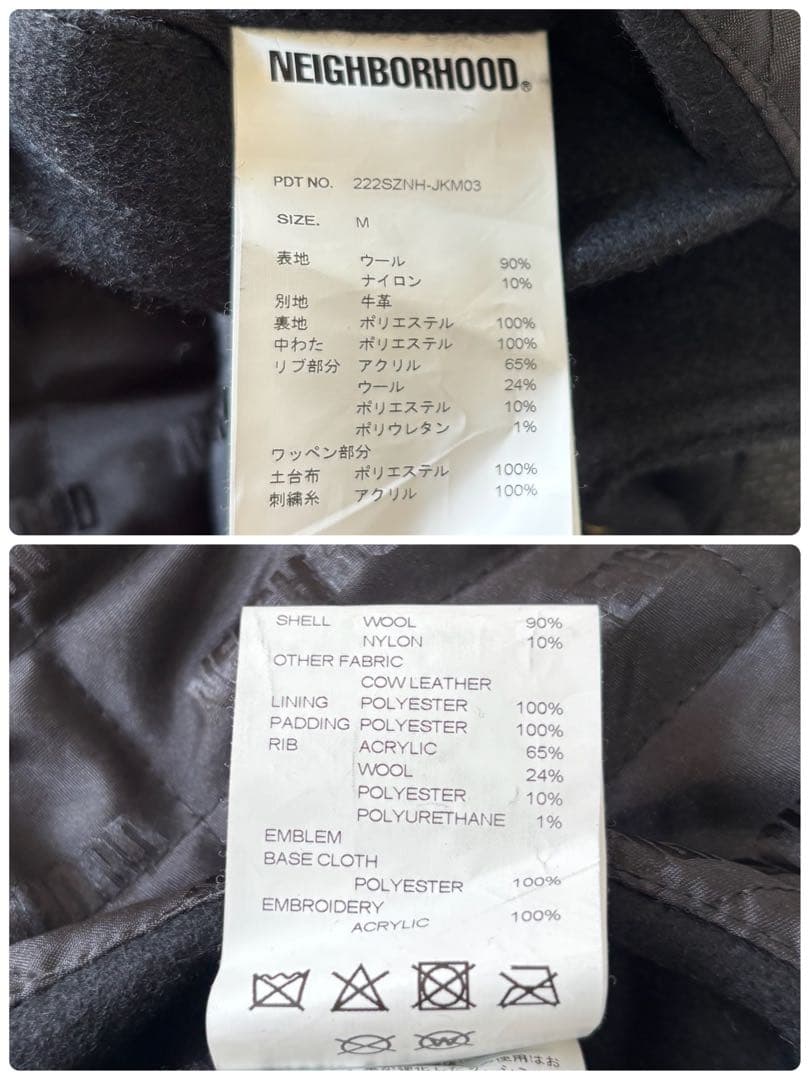 NEIGHBORHOOD®
PDT NO. 222SZNH-JKM03
SIZE. M
表地 ウール 90%
ナイロン 10%
別地 牛革
裏地 ポリエステル 100%
中わた ポリエステル 100%
リブ部分 アクリル 65%
ウール 24%
ポリエステル 10%
ポリウレタン 1%
ワッペン部分
土台布 ポリエステル 100%
刺繍糸 アクリル 100%
SHELL WOOL 90%
NYLON 10%
OTHER FABRIC
COW LEATHER
LINING POLYESTER 100%
PADDING POLYESTER 100%
RIB ACRYLIC 65%
WOOL 24%
POLYESTER 10%
POLYURETHANE 1%
EMBLEM
BASE CLOTH
POLYESTER 100%
EMBROIDERY
ACRYLIC 100%